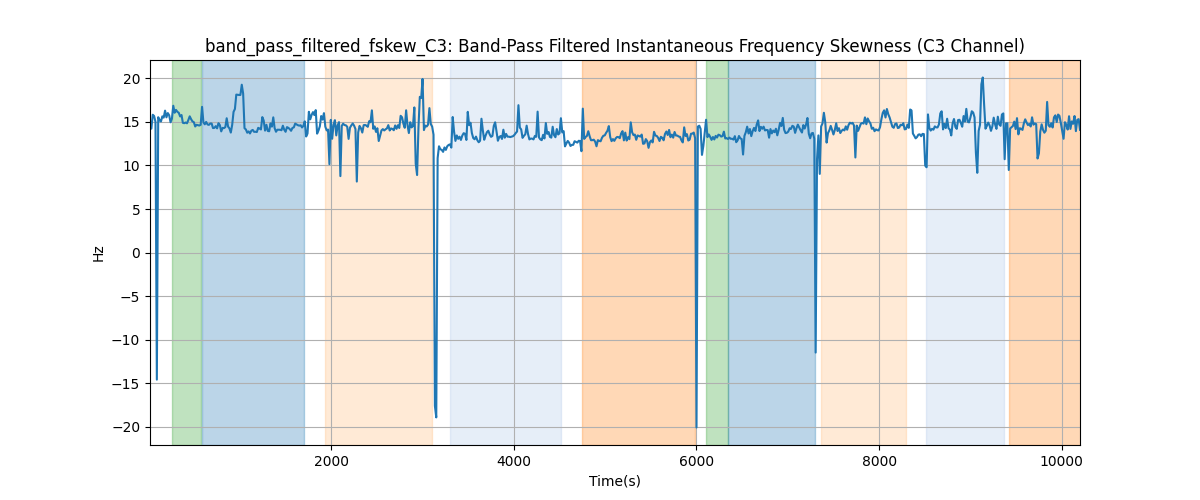 band_pass_filtered_fskew_C3: Band-Pass Filtered Instantaneous Frequency Skewness (C3 Channel)
20
15
10
5
0
−5
−10
−15
−20
Hz
2000 4000 6000 8000 10000
Time(s)